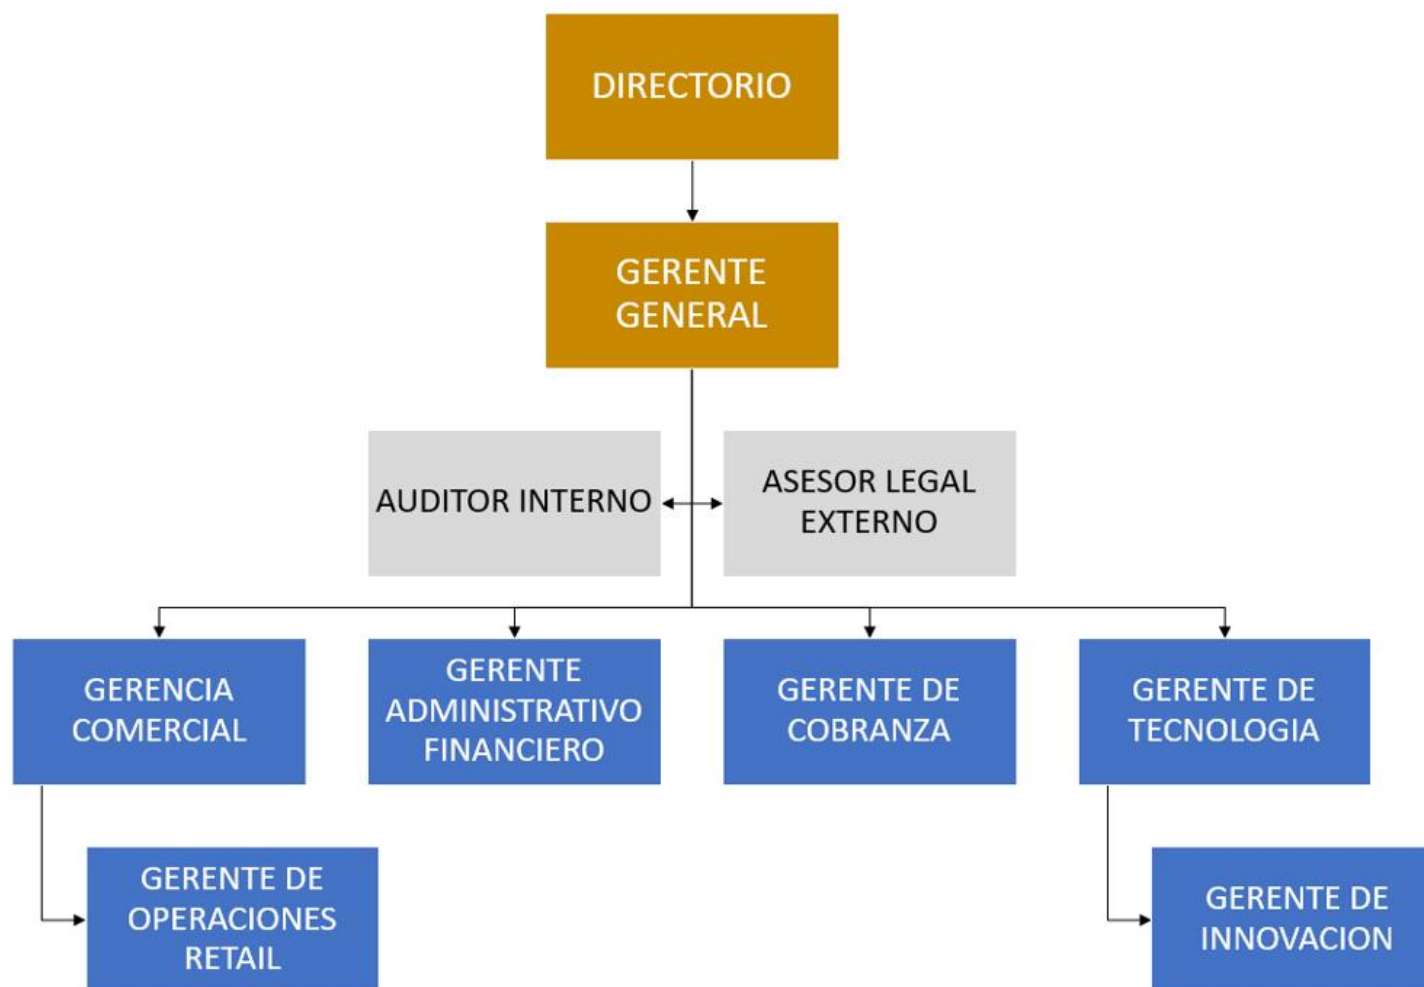 DIRECTORIO
GERENTE
GENERAL
AUDITOR INTERNO
ASESOR LEGAL
EXTERNO
GERENCIA
COMERCIAL
GERENTE
ADMINISTRATIVO
FINANCIERO
GERENTE DE
COBRANZA
GERENTE DE
TECNOLOGIA
GERENTE DE
OPERACIONES
RETAIL
GERENTE DE
INNOVACION